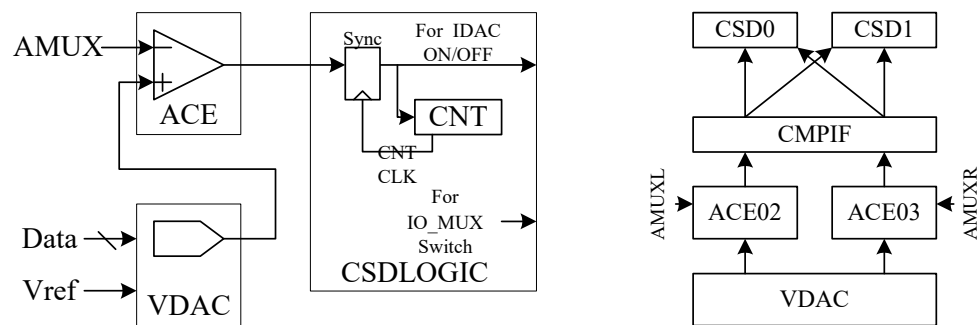 AMUX
ACE
Data
Vref
VDAC
Sync
For IDAC
ON/OFF
CNT
CNT
CLK
For
IO_MUX
Switch
CSDLOGIC
CSD0
CSD1
CMPIF
AMUXL
ACE02
ACE03
AMUXR
VDAC